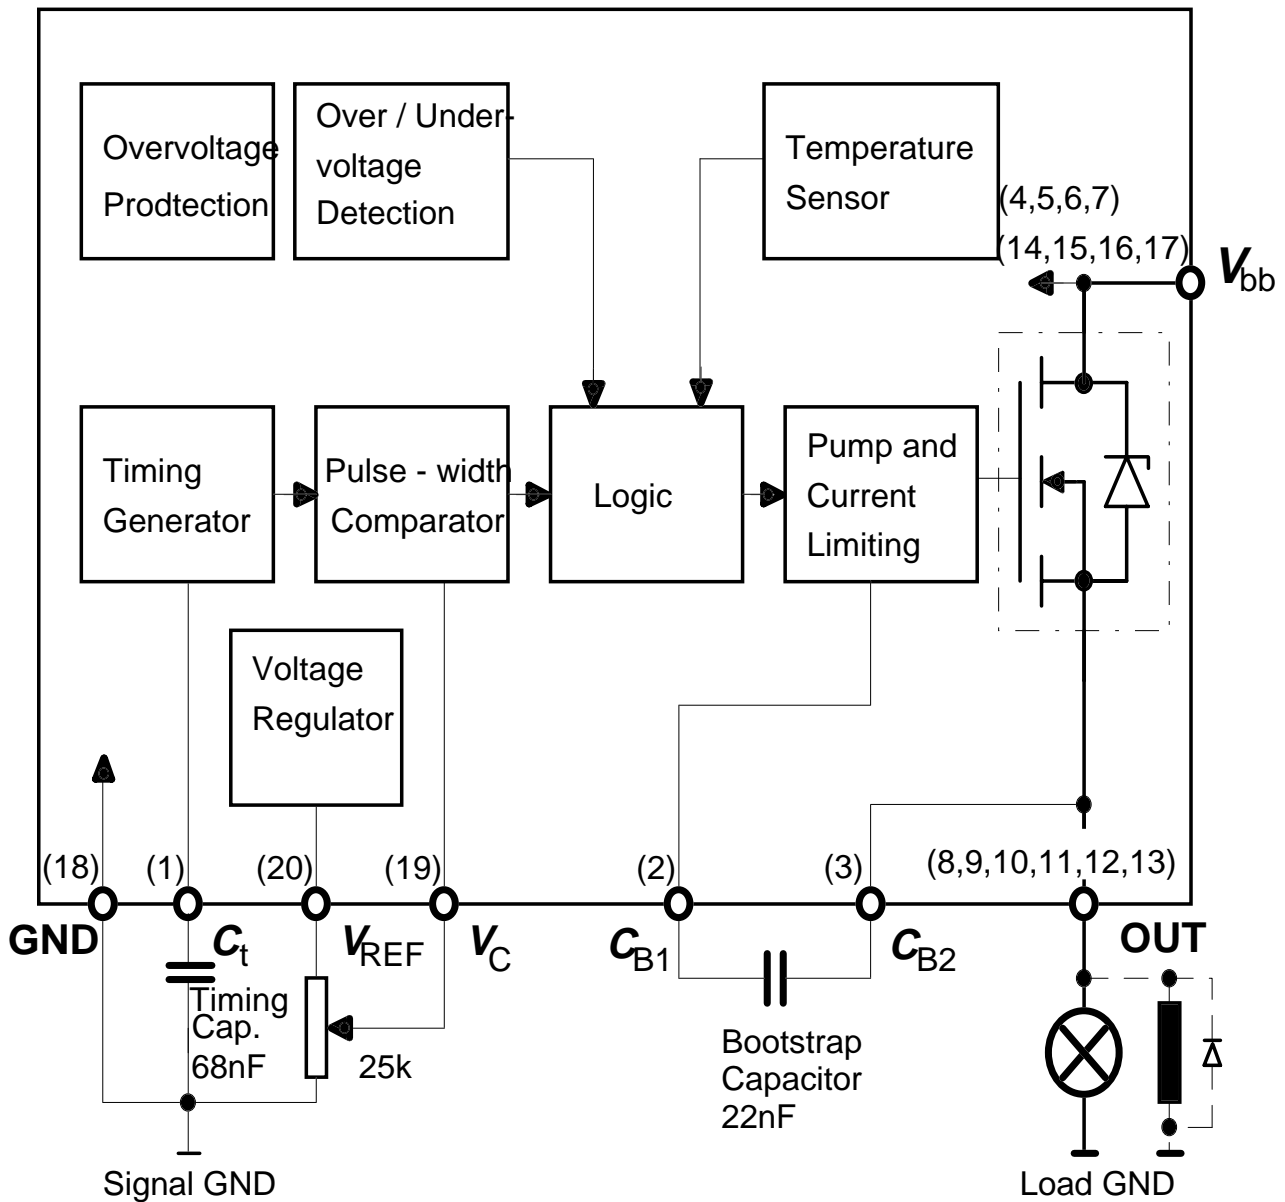 Overvoltage
Prodtection
Over / Under-
voltage
Detection
Temperature
Sensor
(4,5,6,7)
(14,15,16,17)
Vbb
Timing
Generator
Pulse - width
Comparator
Logic
Pump and
Current
Limiting
Voltage
Regulator
(18)
(1)
(20)
(19)
(2)
(3)
(8,9,10,11,12,13)
GND
Ct
VREF
VC
CB1
CB2
OUT
Timing
Cap.
68nF
25k
Bootstrap
Capacitor
22nF
Signal GND
Load GND